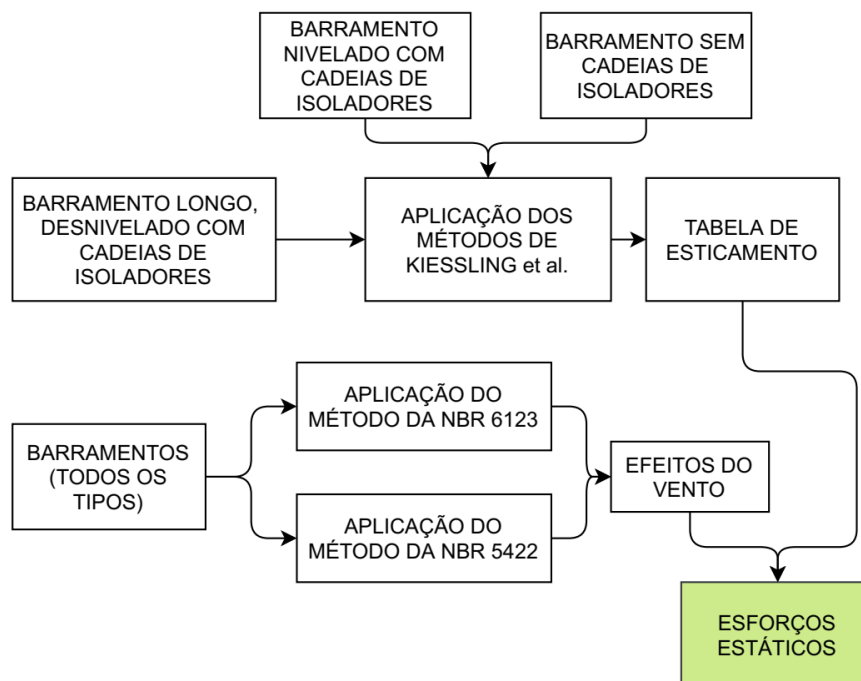 BARRAMENTO
NIVELADO COM
CADEIAS DE
ISOLADORES
BARRAMENTO SEM
CADEIAS DE
ISOLADORES
BARRAMENTO LONGO,
DESNIVELADO COM
CADEIAS DE
ISOLADORES
APLICAÇÃO DOS
MÉTODOS DE
KIESSLING et al.
TABELA DE
ESTICAMENTO
BARRAMENTOS
(TODOS OS
TIPOS)
APLICAÇÃO DO
MÉTODO DA NBR 6123
APLICAÇÃO DO
MÉTODO DA NBR 5422
EFEITOS DO
VENTO
ESFORÇOS
ESTÁTICOS